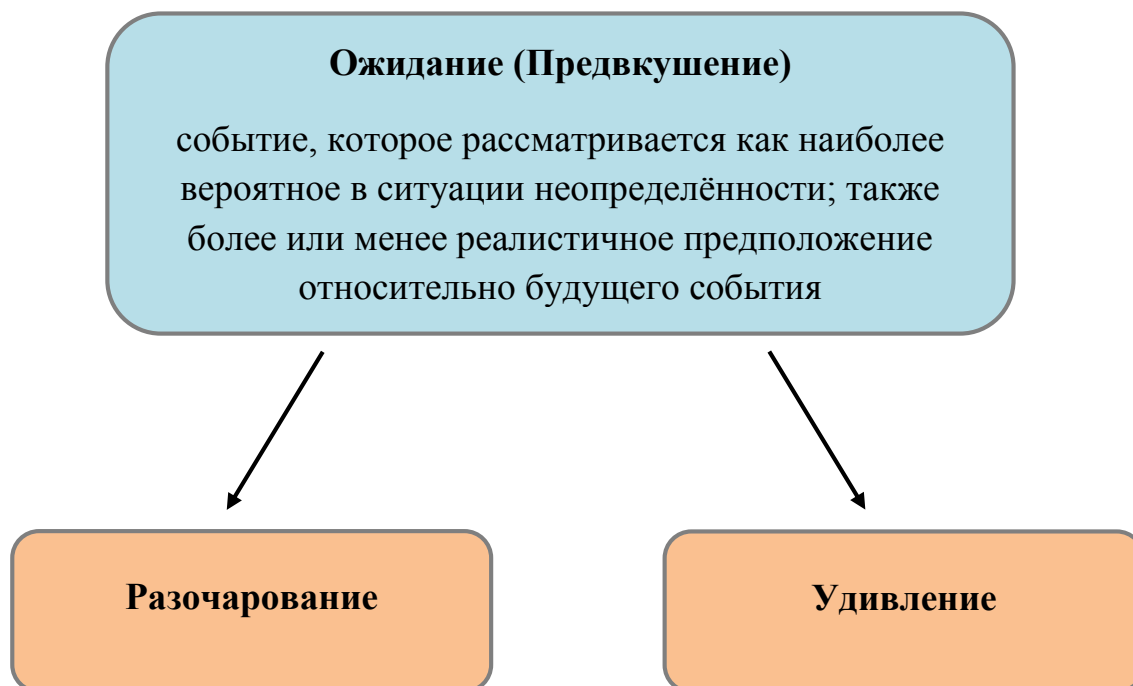 Ожидание (Предвкушение)
событие, которое рассматривается как наиболее
вероятное в ситуации неопределённости; также
более или менее реалистичное предположение
относительно будущего события
Разочарование
Удивление